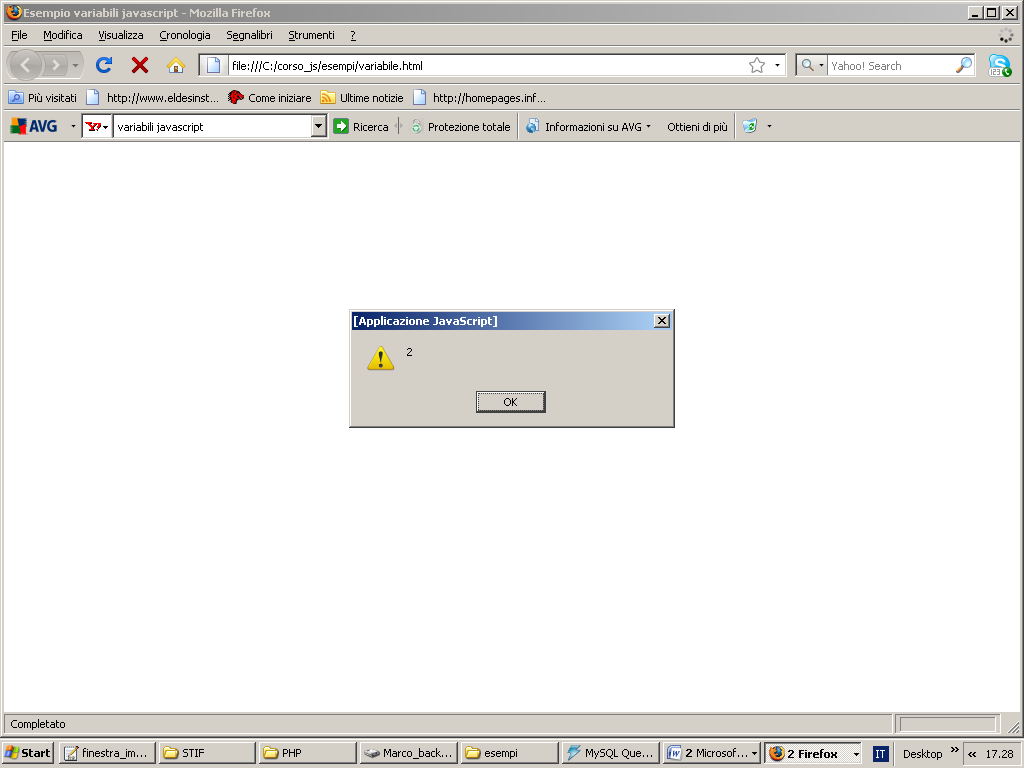 Esempio variabili javascript - Mozilla Firefox
File Modifica Visualizza Cronologia Segnalibri Strumenti ?
file:///C:/corso_js/esempi/variabile.html Yahoo! Search
Più visitati http://www.eldesinst... Come iniziare Ultime notizie http://homepages.inf...
AVG Y! variabili javascript Ricerca Protezione totale Informazioni su AVG Ottieni di più
[Applicazione JavaScript]
2
OK
Completato
Start finestra_im... STIF PHP Marco_back... esempi MySQL Que... 2 Microsof... 2 Firefox IT Desktop » « 17.28